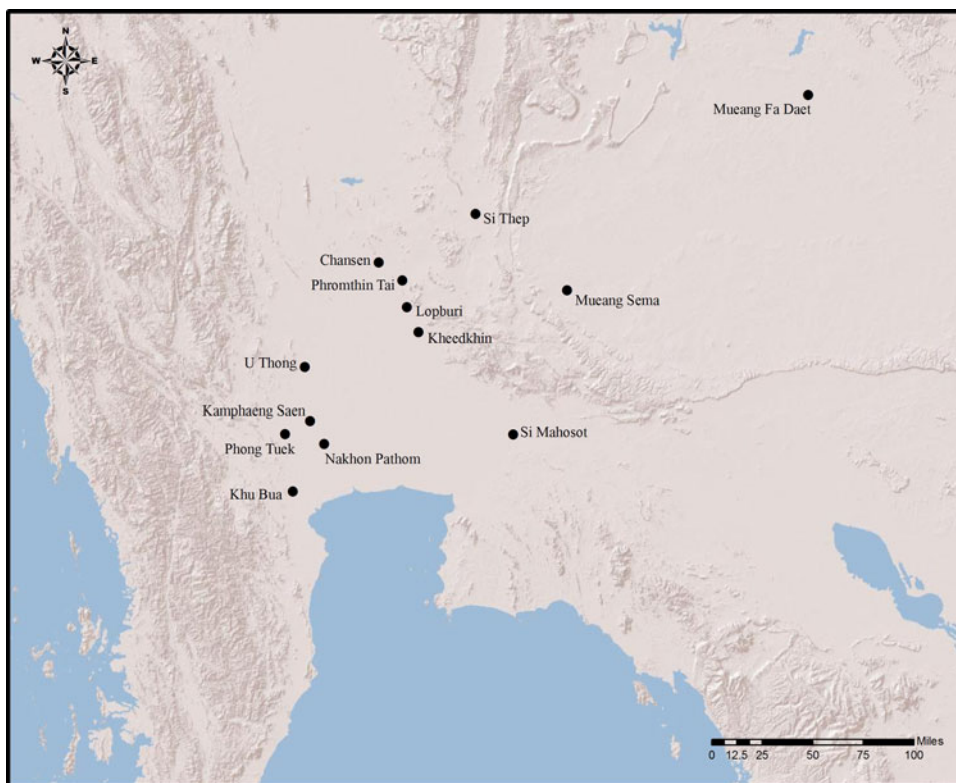 N
W E
S
Mueang Fa Daet
Si Thep
Chansen
Phromthin Tai
Mueang Sema
Lopburi
Kheedkhin
U Thong
Kamphaeng Saen
Si Mahosot
Phong Tuek
Nakhon Pathom
Khu Bua
Miles
0 12.5 25 50 75 100